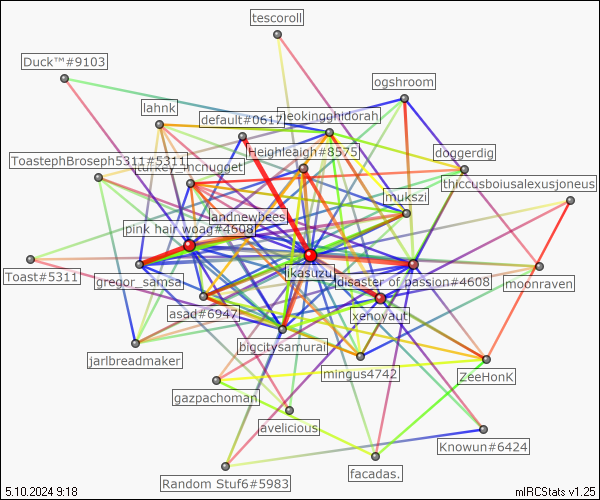 tescoroll
Duck™#9103
ogshroom
lahnk
default#0617
neokingghidorah
Heighleaigh#8575
doggerdig
ToastephBroseph5311#5311
turkey_mcnugget
thiccusboiusalexusjoneus
mukszi
andnewbees
pink hair woag#4608
Toast#5311
gregor_samsa
ikasuzu
disaster of passion#4608
moonraven
asad#6947
xenoyaut
bigcitysamurai
jarlbreadmaker
mingus4742
ZeeHonK
gazpachoman
avelicious
Knowun#6424
facadas.
Random Stuf6#5983
5.10.2024 9:18
mIRCStats v1.25